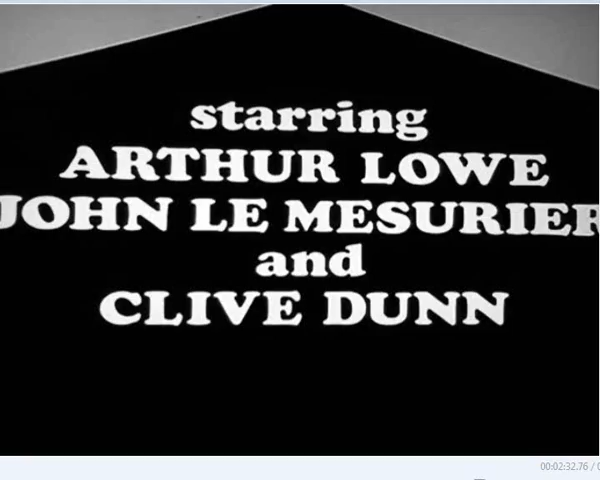 starring
ARTHUR LOWE
JOHN LE MESURIER
and
CLIVE DUNN
00:02:32.76 /